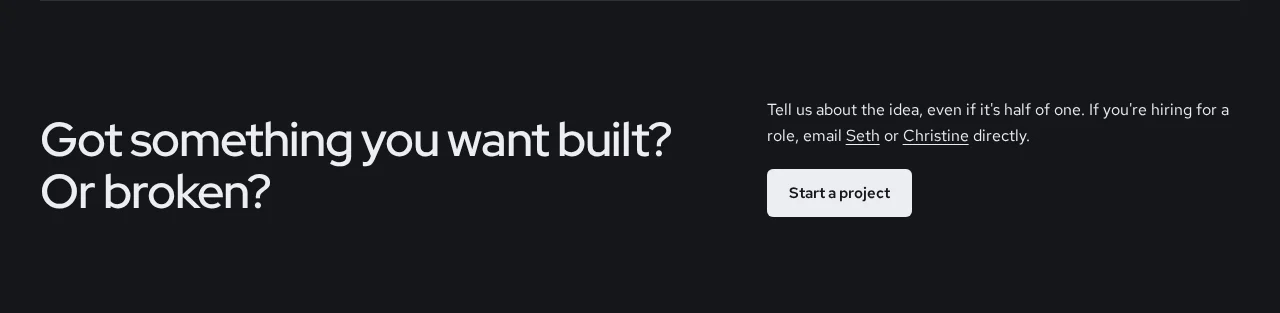 Got something you want built?
Or broken?
Tell us about the idea, even if it's half of one. If you're hiring for a
role, email Seth or Christine directly.
Start a project